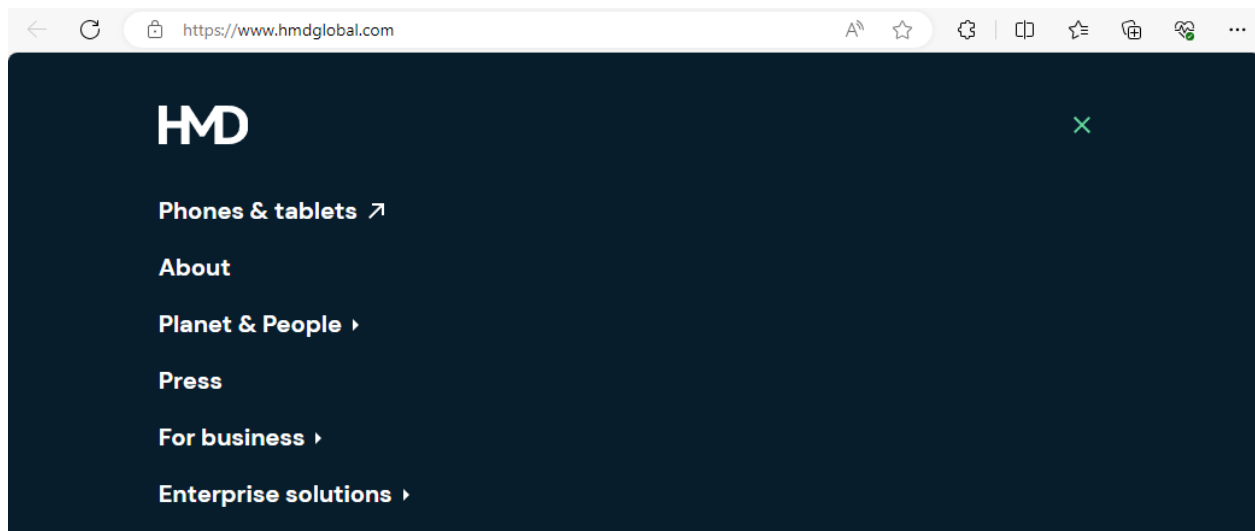 https://www.hmdglobal.com
HMD
Phones & tablets
About
Planet & People
Press
For business
Enterprise solutions